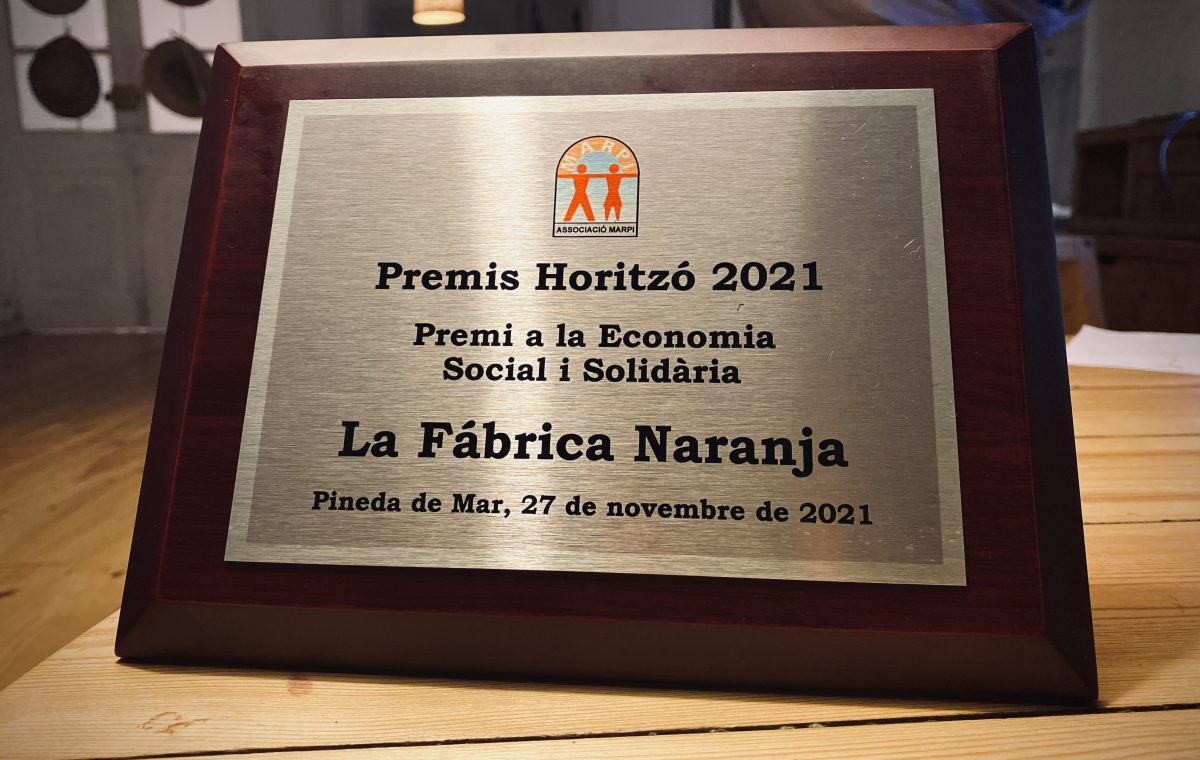 MARPI
ASSOCIACIÓ MARPI
Premis Horitzó 2021
Premi a la Economia
Social i Solidària
La Fábrica Naranja
Pineda de Mar, 27 de novembre de 2021